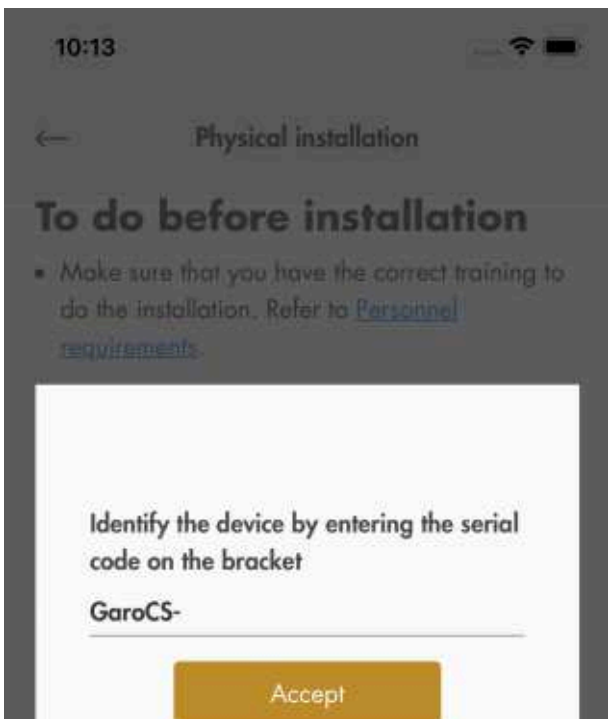 10:13
Physical installation
To do before installation
• Make sure that you have the correct training to
do the installation. Refer to Personnel
requirements.
Identify the device by entering the serial
code on the bracket
GaroCS-
Accept